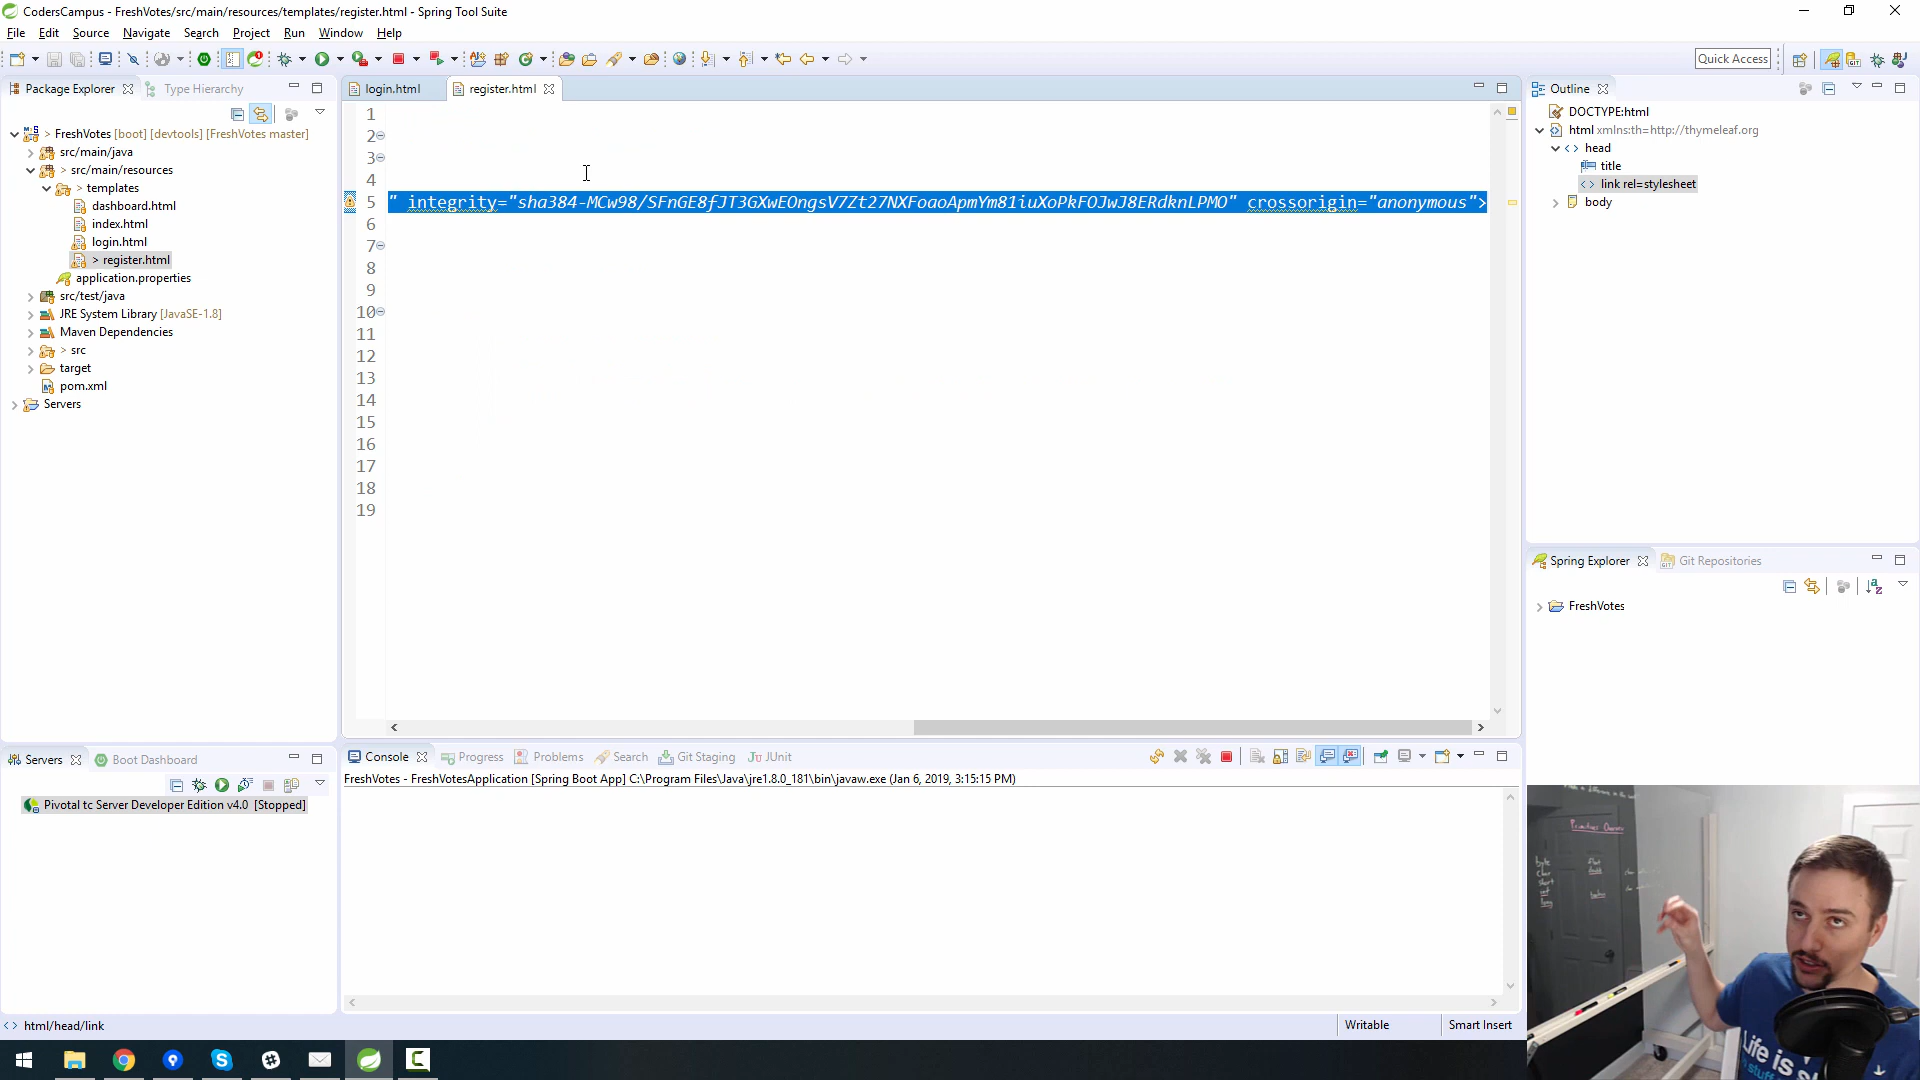 CodersCampus - FreshVotes/src/main/resources/templates/register.html - Spring Tool Suite
File Edit Source Navigate Search Project Run Window Help
Quick Access
Package Explorer Type Hierarchy
FreshVotes [boot] [devtools] [FreshVotes master]
src/main/java
src/main/resources
templates
dashboard.html
index.html
login.html
> register.html
application.properties
src/test/java
JRE System Library [JavaSE-1.8]
Maven Dependencies
> src
target
pom.xml
Servers
login.html register.html
1
2
3
4
5 " integrity="sha384-MCw98/SFnGE8fJT3GXwEOngsV7Zt27NXFoaoApmYm81iuXoPkFOJwJ8ERdknLPMO" crossorigin="anonymous">
6
7
8
9
10
11
12
13
14
15
16
17
18
19
Outline
DOCTYPE:html
html xmlns:th=http://thymeleaf.org
head
title
link rel=stylesheet
body
Spring Explorer Git Repositories
FreshVotes
Servers Boot Dashboard
Pivotal tc Server Developer Edition v4.0 [Stopped]
Console Progress Problems Search Git Staging JUnit
FreshVotes - FreshVotesApplication [Spring Boot App] C:\Program Files\Java\jre1.8.0_181\bin\javaw.exe (Jan 6, 2019, 3:15:15 PM)
html/head/link
Writable
Smart Insert
byte
char
short
int
Life is